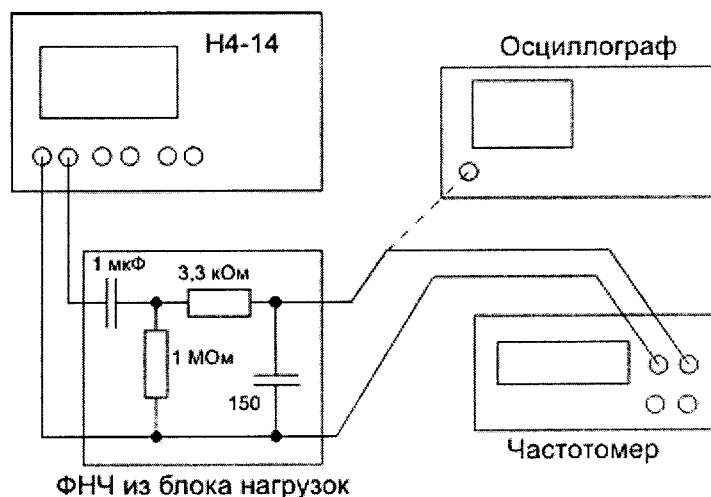 Н4-14
Осциллограф
1 мкФ
3,3 кОм
1 МОм
150
Частотомер
ФНЧ из блока нагрузок